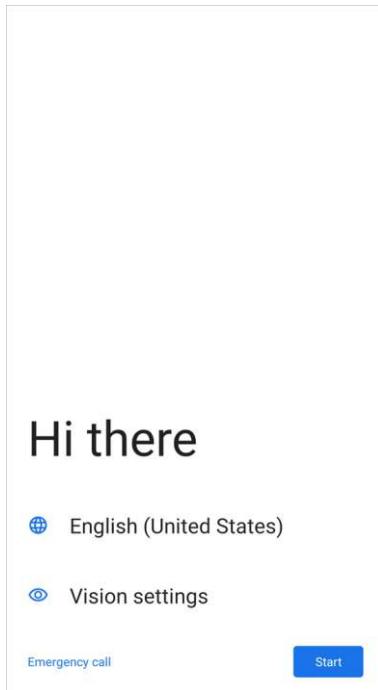 Hi there
English (United States)
Vision settings
Emergency call
Start